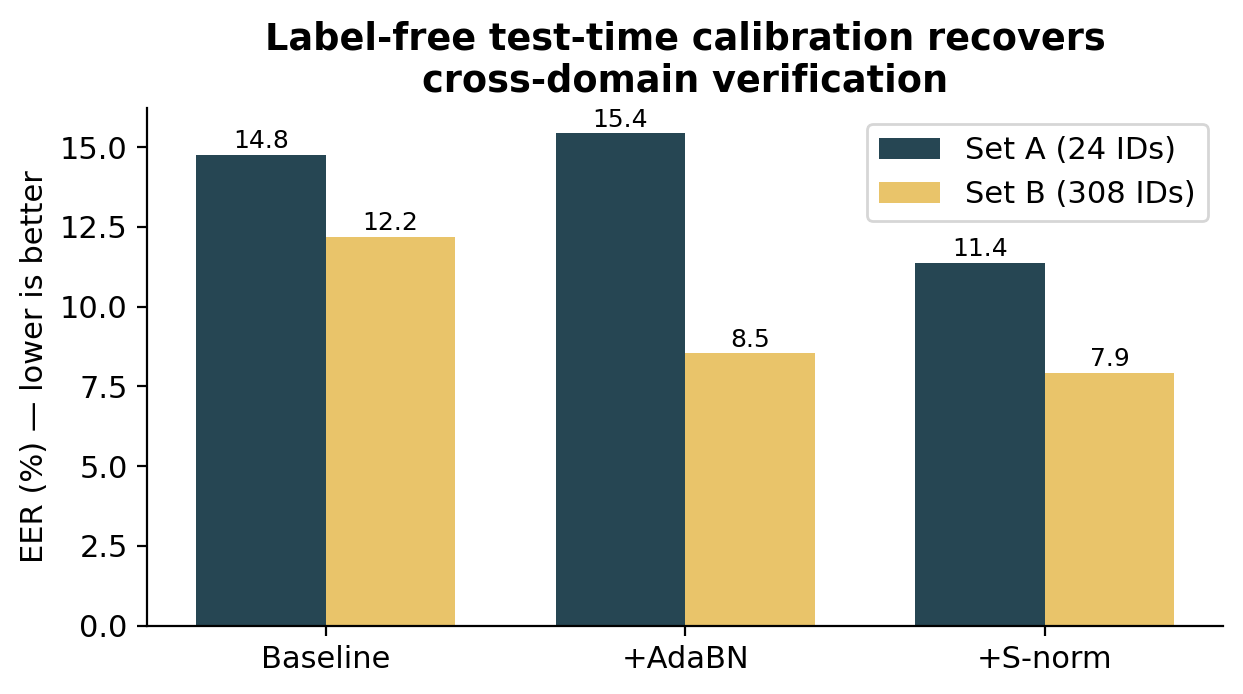 Label-free test-time calibration recovers
cross-domain verification
EER (%) — lower is better
15.0
12.5
10.0
7.5
5.0
2.5
0.0
14.8
12.2
15.4
8.5
11.4
7.9
Set A (24 IDs)
Set B (308 IDs)
Baseline
+AdaBN
+S-norm